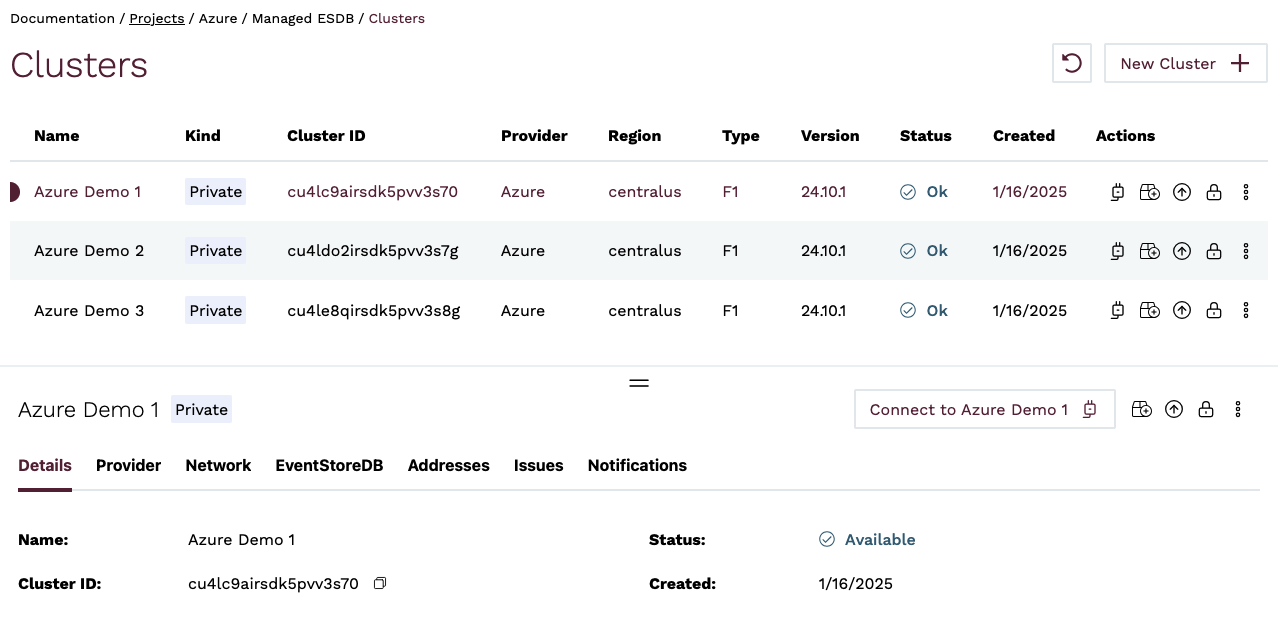 Documentation / Projects / Azure / Managed ESDB / Clusters
Clusters
New Cluster
Name Kind Cluster ID Provider Region Type Version Status Created Actions
Azure Demo 1 Private cu4lc9airsdk5pvv3s70 Azure centralus F1 24.10.1 Ok 1/16/2025
Azure Demo 2 Private cu4ldo2irsdk5pvv3s7g Azure centralus F1 24.10.1 Ok 1/16/2025
Azure Demo 3 Private cu4le8qirsdk5pvv3s8g Azure centralus F1 24.10.1 Ok 1/16/2025
Azure Demo 1 Private Connect to Azure Demo 1
Details Provider Network EventStoreDB Addresses Issues Notifications
Name: Azure Demo 1 Status: Available
Cluster ID: cu4lc9airsdk5pvv3s70 Created: 1/16/2025